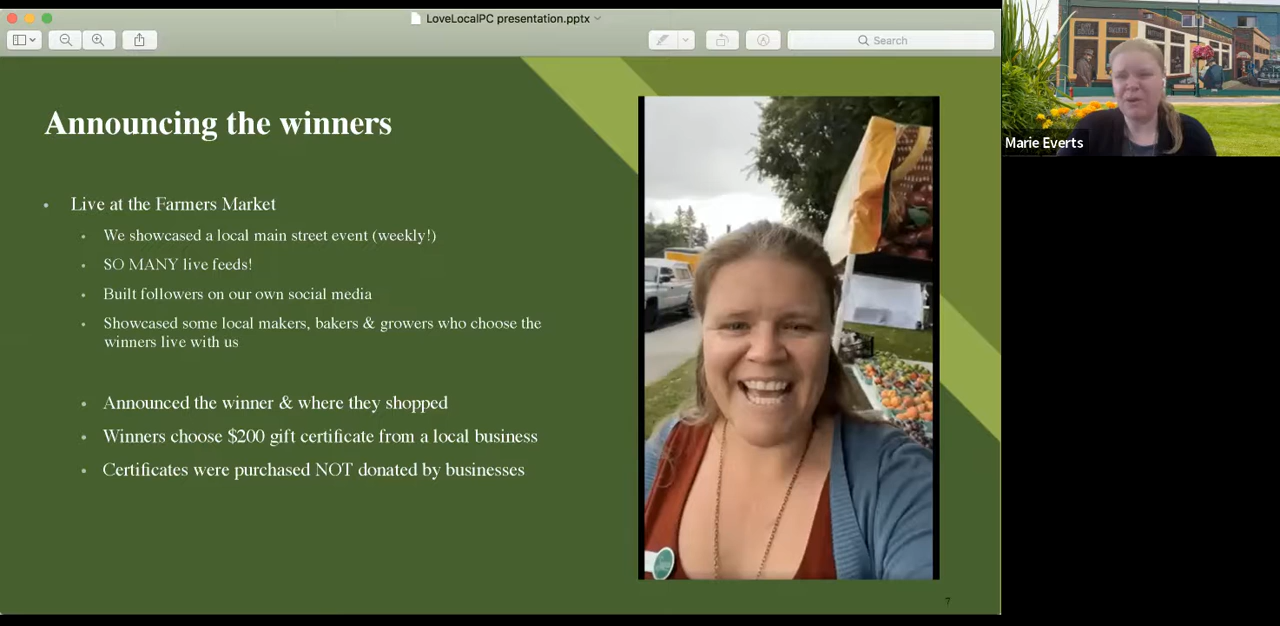 LoveLocalPC presentation.pptx
Search
Announcing the winners
Live at the Farmers Market
We showcased a local main street event (weekly!)
SO MANY live feeds!
Built followers on our own social media
Showcased some local makers, bakers & growers who choose the
winners live with us
Announced the winner & where they shopped
Winners choose $200 gift certificate from a local business
Certificates were purchased NOT donated by businesses
7
Marie Everts